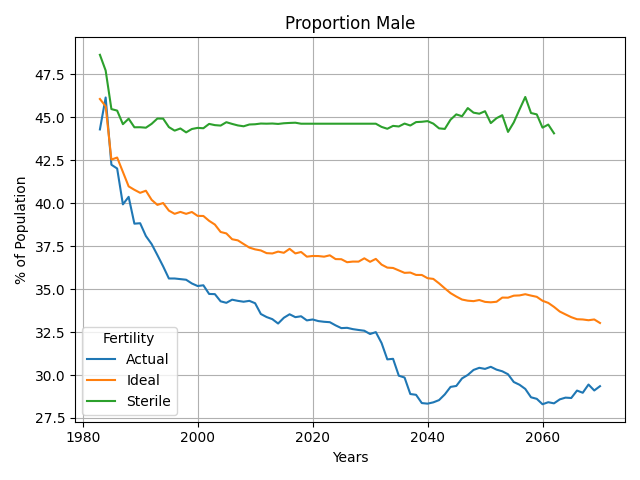 Proportion Male
% of Population
47.5
45.0
42.5
40.0
37.5
35.0
32.5
30.0
27.5
Fertility
Actual
Ideal
Sterile
1980 2000 2020 2040 2060
Years